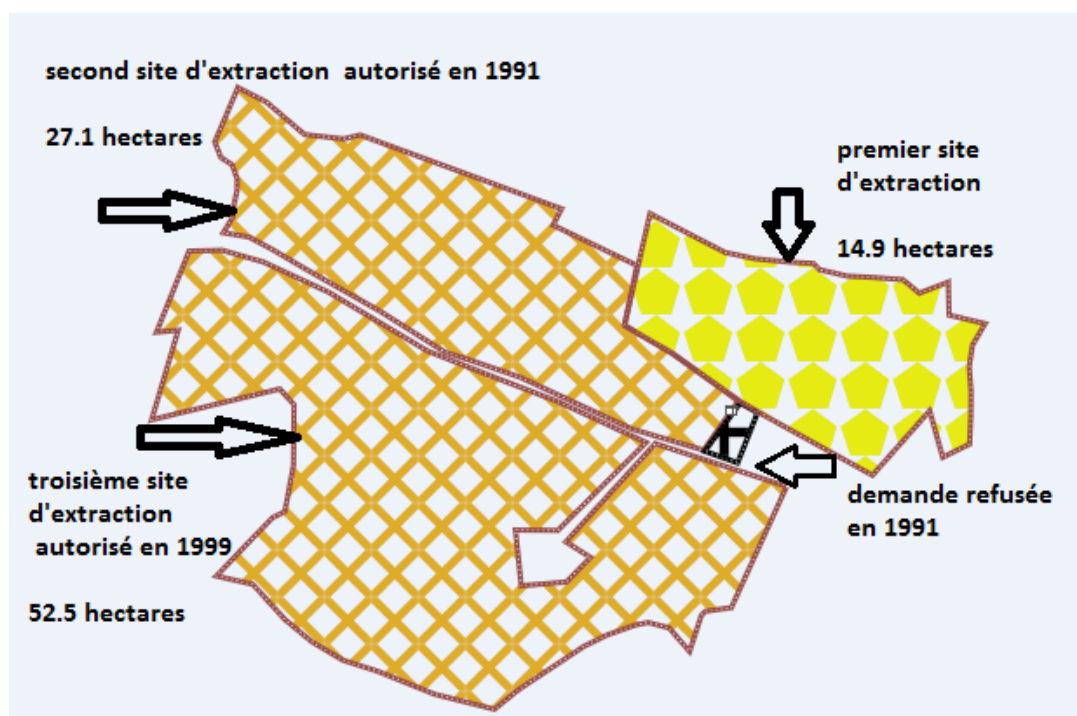 second site d'extraction  autorisé en 1991
27.1 hectares
premier site
d'extraction
14.9 hectares
troisième site
d'extraction
autorisé en 1999
52.5 hectares
demande refusée
en 1991